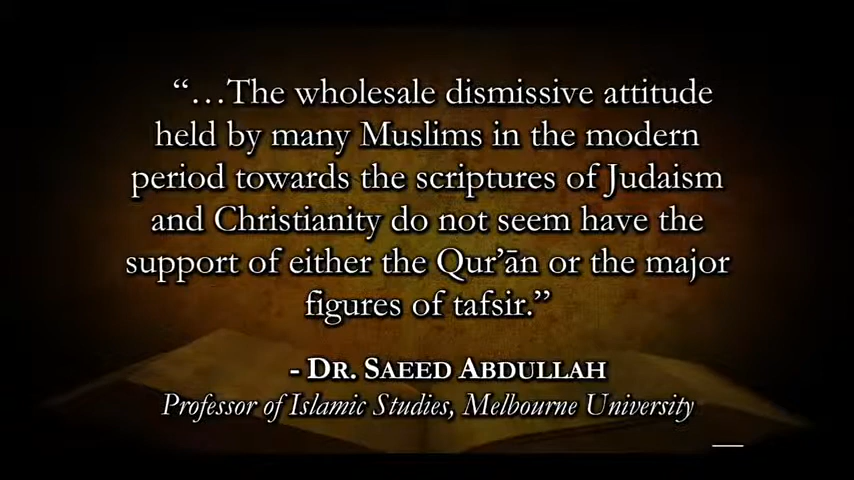 “…The wholesale dismissive attitude
held by many Muslims in the modern
period towards the scriptures of Judaism
and Christianity do not seem have the
support of either the Qur’ān or the major
figures of tafsir.”
- DR. SAEED ABDULLAH
Professor of Islamic Studies, Melbourne University